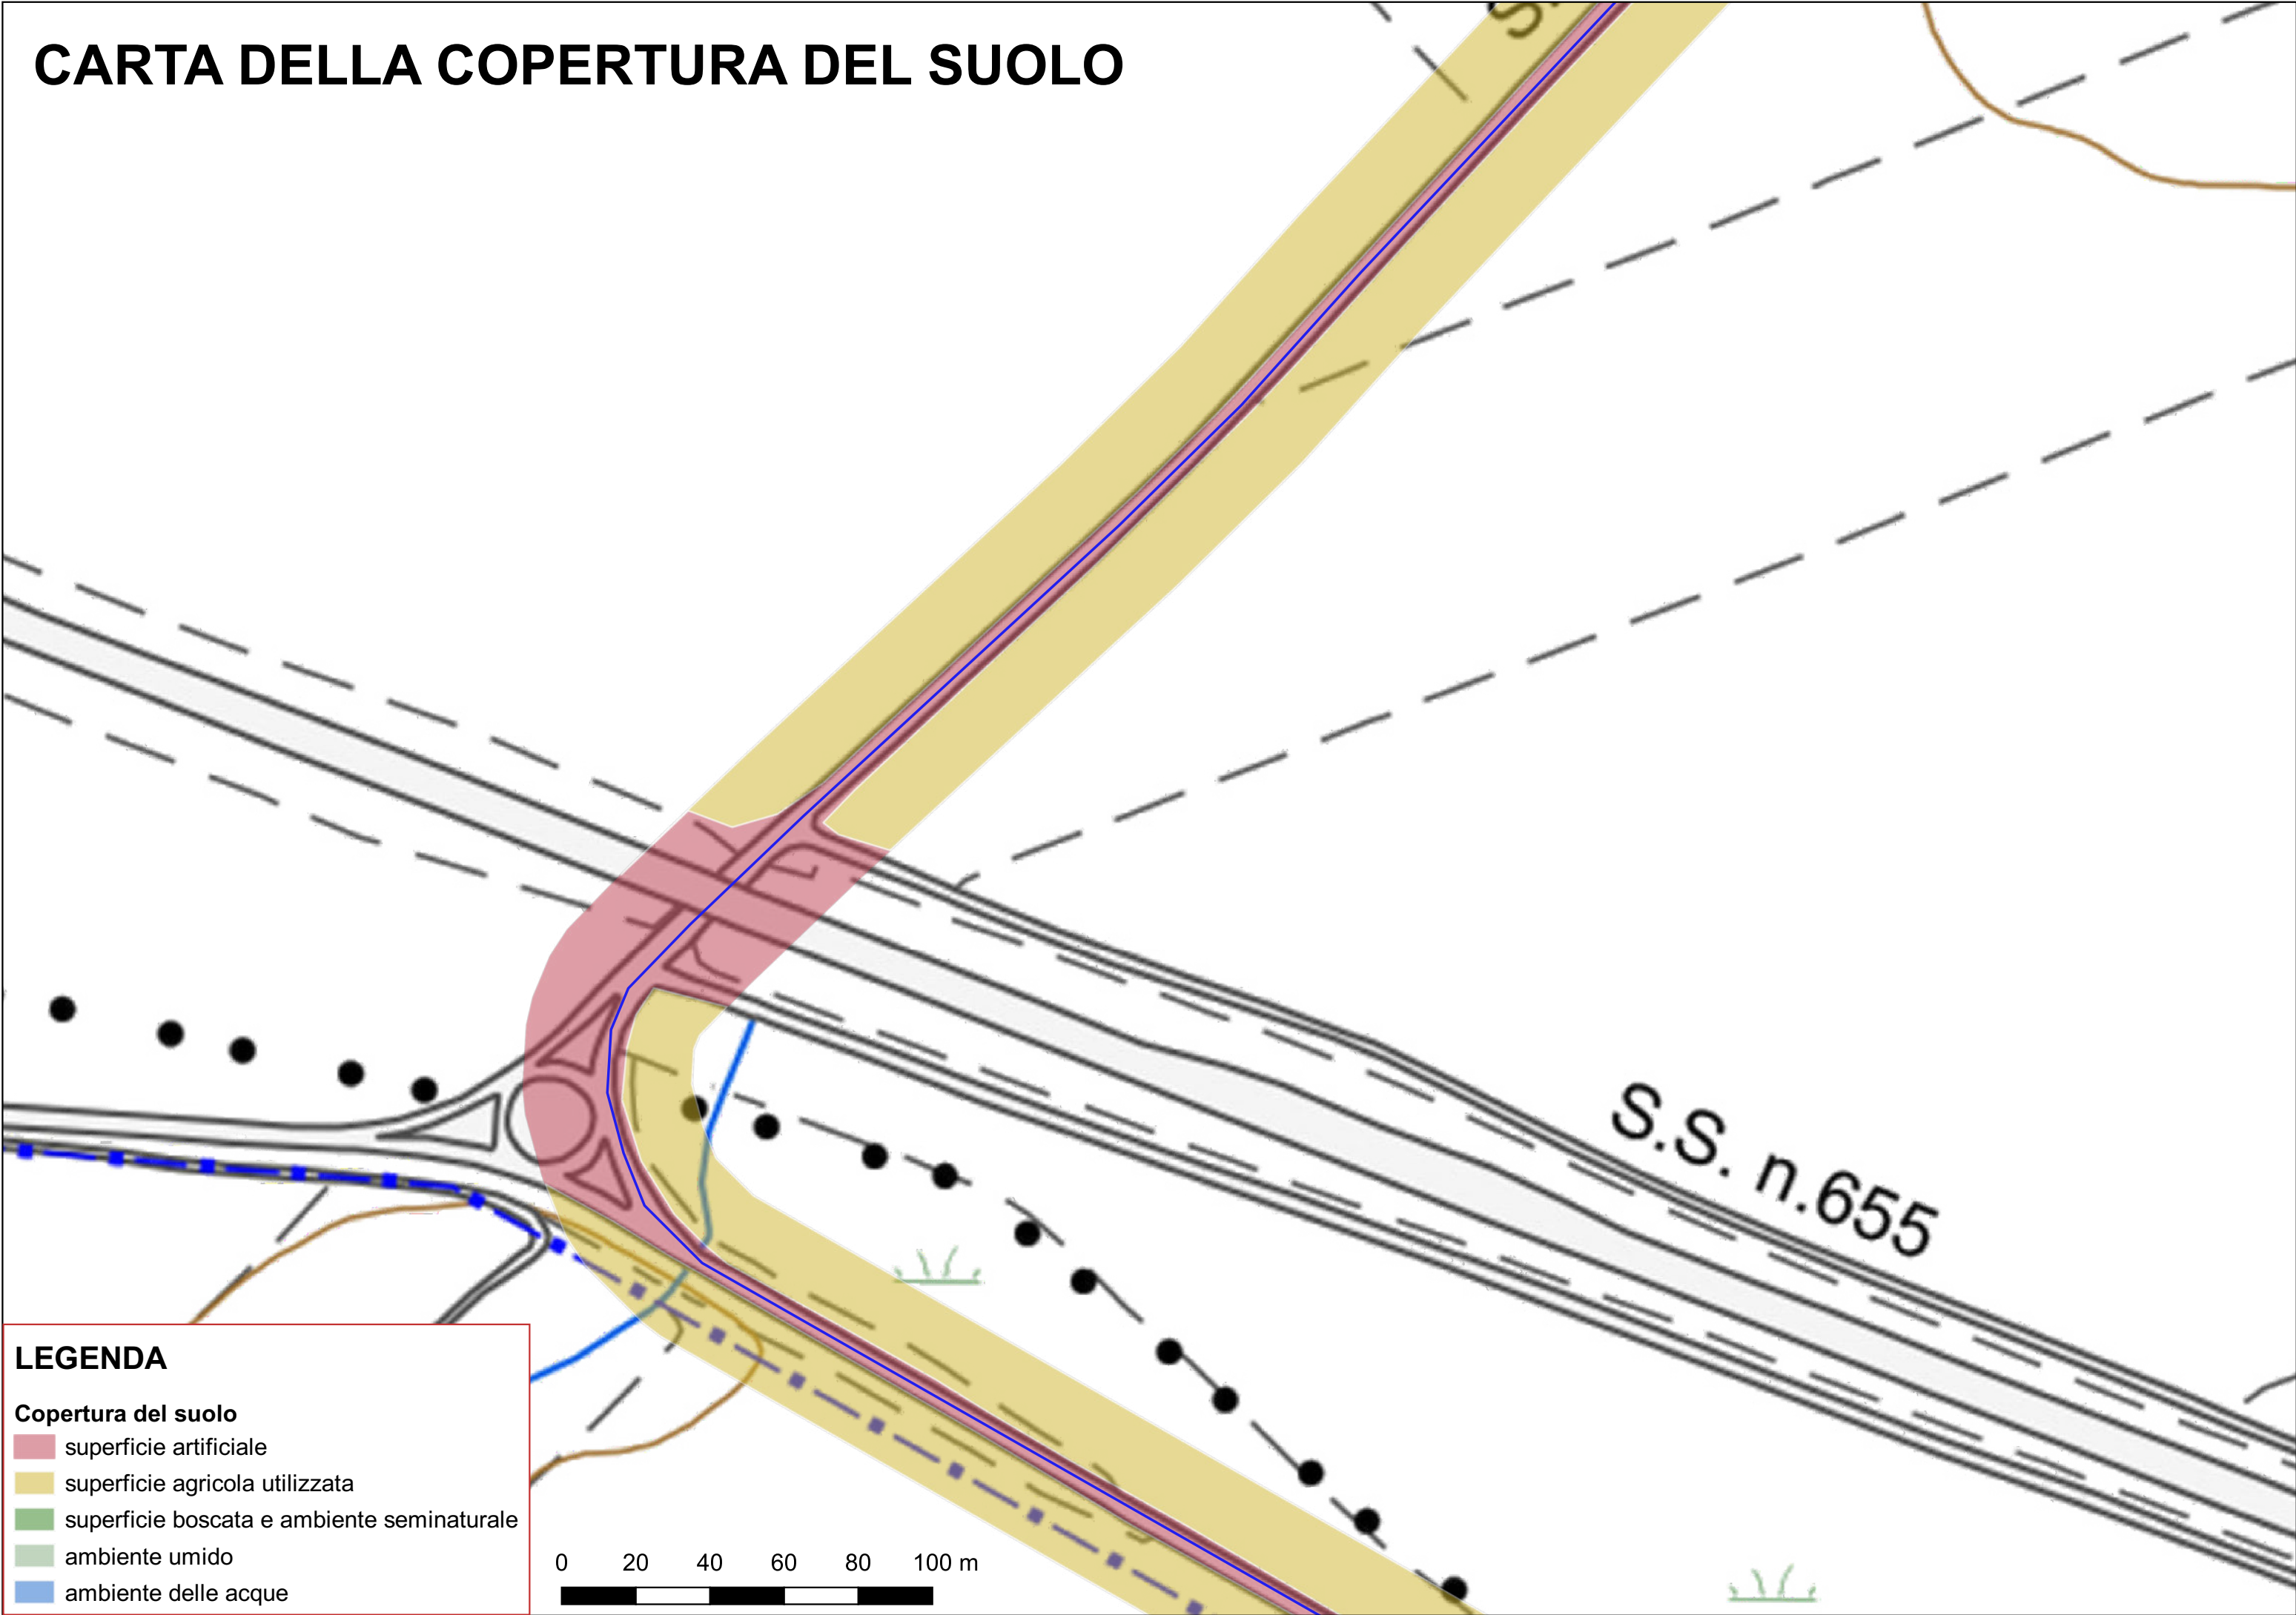 CARTA DELLA COPERTURA DEL SUOLO
S.S. n.655
LEGENDA
Copertura del suolo
superficie artificiale
superficie agricola utilizzata
superficie boscata e ambiente seminaturale
ambiente umido
ambiente delle acque
0 20 40 60 80 100 m